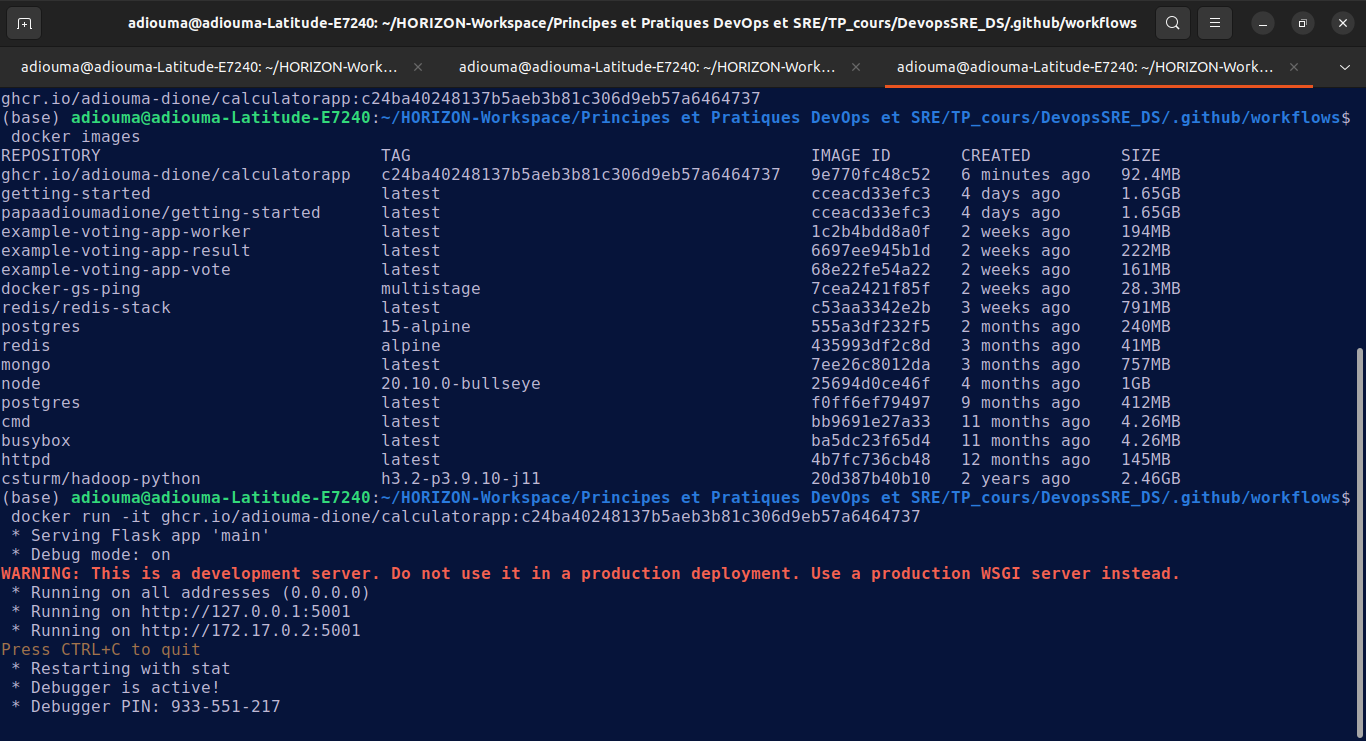 adiouma@adiouma-Latitude-E7240: ~/HORIZON-Workspace/Principes et Pratiques DevOps et SRE/TP_cours/DevopsSRE_DS/.github/workflows
adiouma@adiouma-Latitude-E7240: ~/HORIZON-Work... adiouma@adiouma-Latitude-E7240: ~/HORIZON-Work... adiouma@adiouma-Latitude-E7240: ~/HORIZON-Work...
ghcr.io/adiouma-dione/calculatorapp:c24ba40248137b5aeb3b81c306d9eb57a6464737
(base) adiouma@adiouma-Latitude-E7240:~/HORIZON-Workspace/Principes et Pratiques DevOps et SRE/TP_cours/DevopsSRE_DS/.github/workflows$
docker images
REPOSITORY TAG IMAGE ID CREATED SIZE
ghcr.io/adiouma-dione/calculatorapp c24ba40248137b5aeb3b81c306d9eb57a6464737 9e770fc48c52 6 minutes ago 92.4MB
getting-started latest cceacd33efc3 4 days ago 1.65GB
papaadioumadione/getting-started latest cceacd33efc3 4 days ago 1.65GB
example-voting-app-worker latest 1c2b4bdd8a0f 2 weeks ago 194MB
example-voting-app-result latest 6697ee945b1d 2 weeks ago 222MB
example-voting-app-vote latest 68e22fe54a22 2 weeks ago 161MB
docker-gs-ping multistage 7cea2421f85f 2 weeks ago 28.3MB
redis/redis-stack latest c53aa3342e2b 3 weeks ago 791MB
postgres 15-alpine 555a3df232f5 2 months ago 240MB
redis alpine 435993df2c8d 3 months ago 41MB
mongo latest 7ee26c8012da 3 months ago 757MB
node 20.10.0-bullseye 25694d0ce46f 4 months ago 1GB
postgres latest f0ff6ef79497 9 months ago 412MB
cmd latest bb9691e27a33 11 months ago 4.26MB
busybox latest ba5dc23f65d4 11 months ago 4.26MB
httpd latest 4b7fc736cb48 12 months ago 145MB
csturm/hadoop-python h3.2-p3.9.10-j11 20d387b40b10 2 years ago 2.46GB
(base) adiouma@adiouma-Latitude-E7240:~/HORIZON-Workspace/Principes et Pratiques DevOps et SRE/TP_cours/DevopsSRE_DS/.github/workflows$
docker run -it ghcr.io/adiouma-dione/calculatorapp:c24ba40248137b5aeb3b81c306d9eb57a6464737
* Serving Flask app 'main'
* Debug mode: on
WARNING: This is a development server. Do not use it in a production deployment. Use a production WSGI server instead.
* Running on all addresses (0.0.0.0)
* Running on http://127.0.0.1:5001
* Running on http://172.17.0.2:5001
Press CTRL+C to quit
* Restarting with stat
* Debugger is active!
* Debugger PIN: 933-551-217